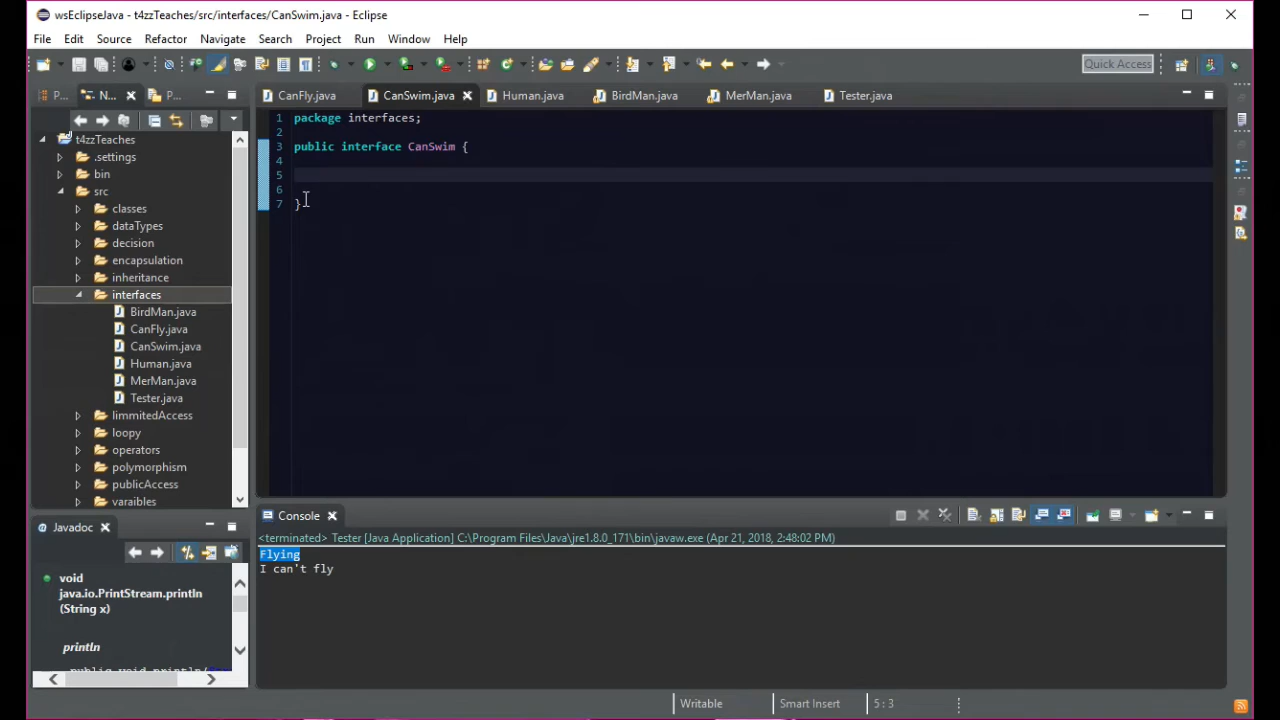 wsEclipseJava - t4zzTeaches/src/interfaces/CanSwim.java - Eclipse
File Edit Source Refactor Navigate Search Project Run Window Help
Quick Access
P... N... P...
CanFly.java CanSwim.java Human.java BirdMan.java MerMan.java Tester.java
t4zzTeaches
.settings
bin
src
classes
dataTypes
decision
encapsulation
inheritance
interfaces
BirdMan.java
CanFly.java
CanSwim.java
Human.java
MerMan.java
Tester.java
limmitedAccess
loopy
operators
polymorphism
publicAccess
varaibles
1 package interfaces;
2
3 public interface CanSwim {
4
5
6
7 }
Javadoc
void
java.io.PrintStream.println
(String x)
println
public void println(
Console
<terminated> Tester [Java Application] C:\Program Files\Java\jre1.8.0_171\bin\javaw.exe (Apr 21, 2018, 2:48:02 PM)
Flying
I can't fly
Writable Smart Insert 5 : 3